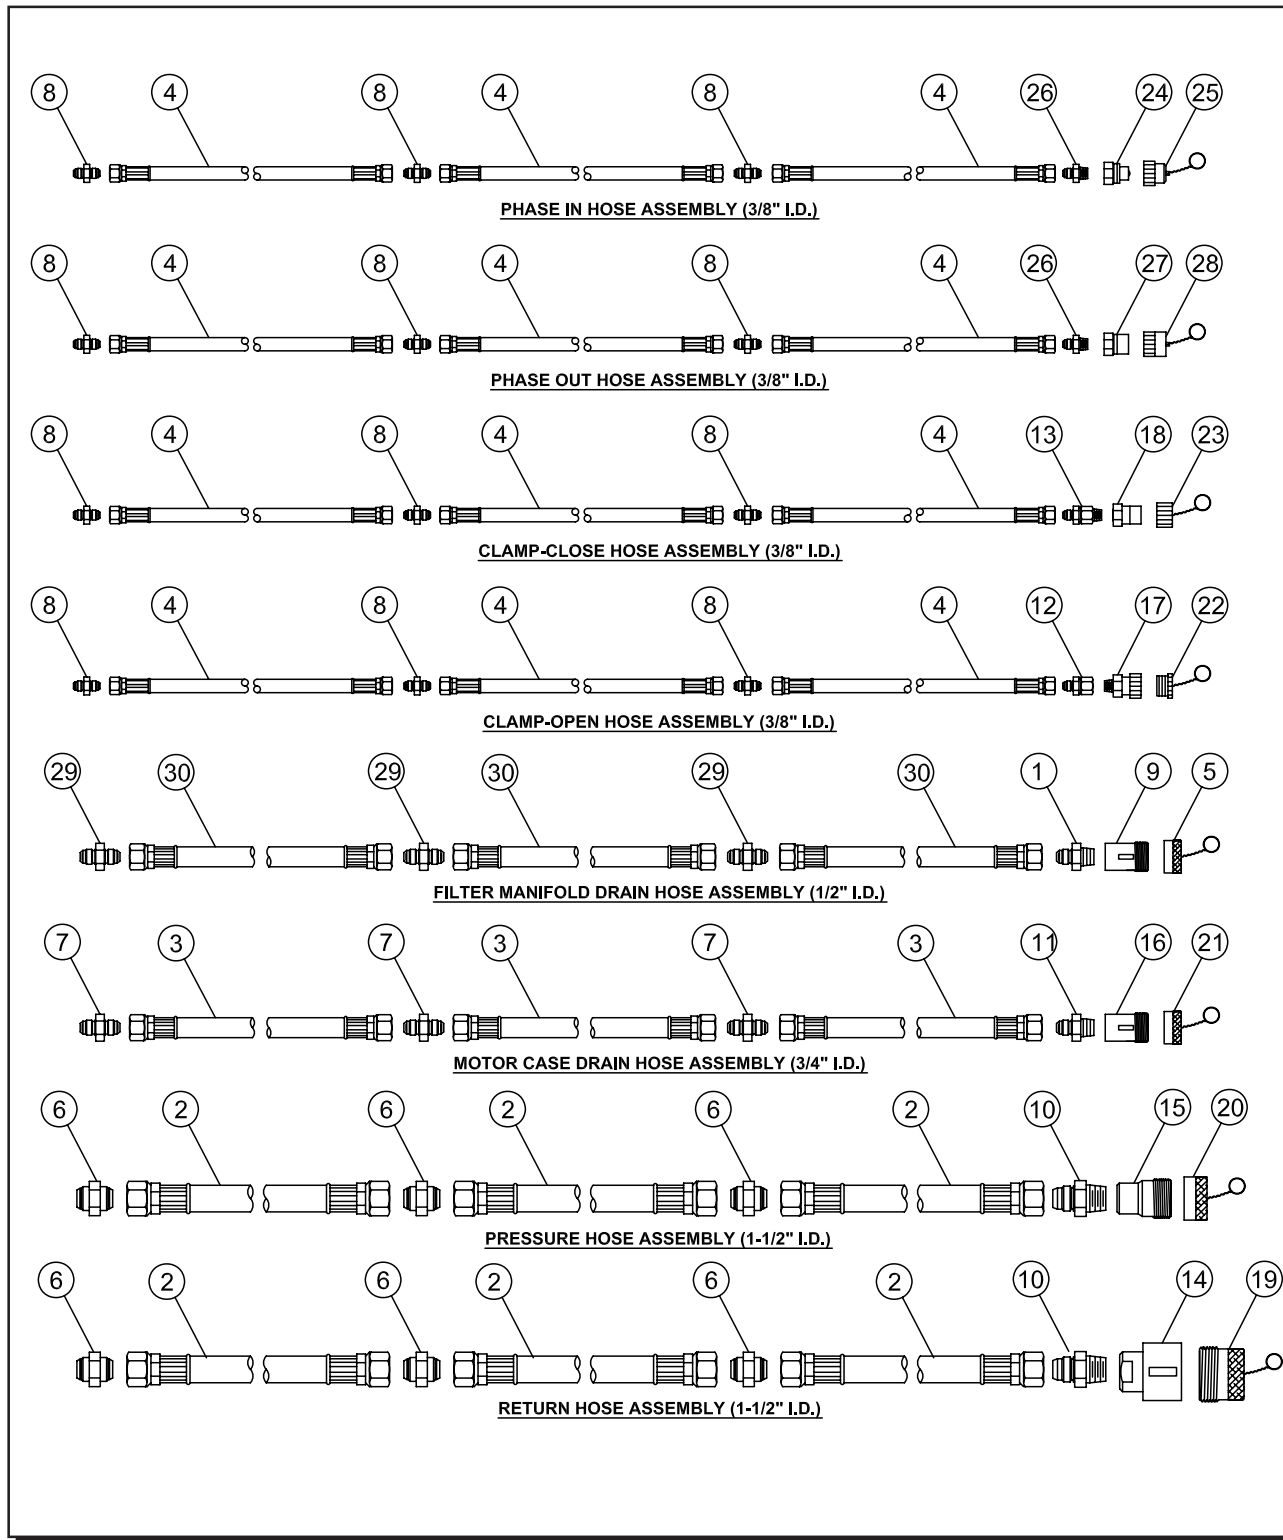 8 4 8 4 8 4 26 24 25
PHASE IN HOSE ASSEMBLY (3/8" I.D.)
8 4 8 4 8 4 26 27 28
PHASE OUT HOSE ASSEMBLY (3/8" I.D.)
8 4 8 4 8 4 13 18 23
CLAMP-CLOSE HOSE ASSEMBLY (3/8" I.D.)
8 4 8 4 8 4 12 17 22
CLAMP-OPEN HOSE ASSEMBLY (3/8" I.D.)
29 30 29 30 29 30 1 9 5
FILTER MANIFOLD DRAIN HOSE ASSEMBLY (1/2" I.D.)
7 3 7 3 7 3 11 16 21
MOTOR CASE DRAIN HOSE ASSEMBLY (3/4" I.D.)
6 2 6 2 6 2 10 15 20
PRESSURE HOSE ASSEMBLY (1-1/2" I.D.)
6 2 6 2 6 2 10 14 19
RETURN HOSE ASSEMBLY (1-1/2" I.D.)